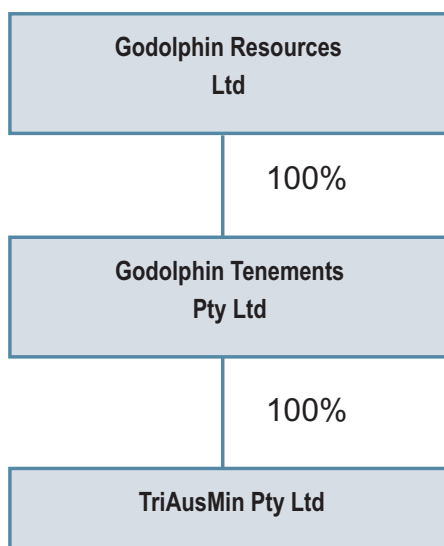 Godolphin Resources
Ltd
100%
Godolphin Tenements
Pty Ltd
100%
TriAusMin Pty Ltd